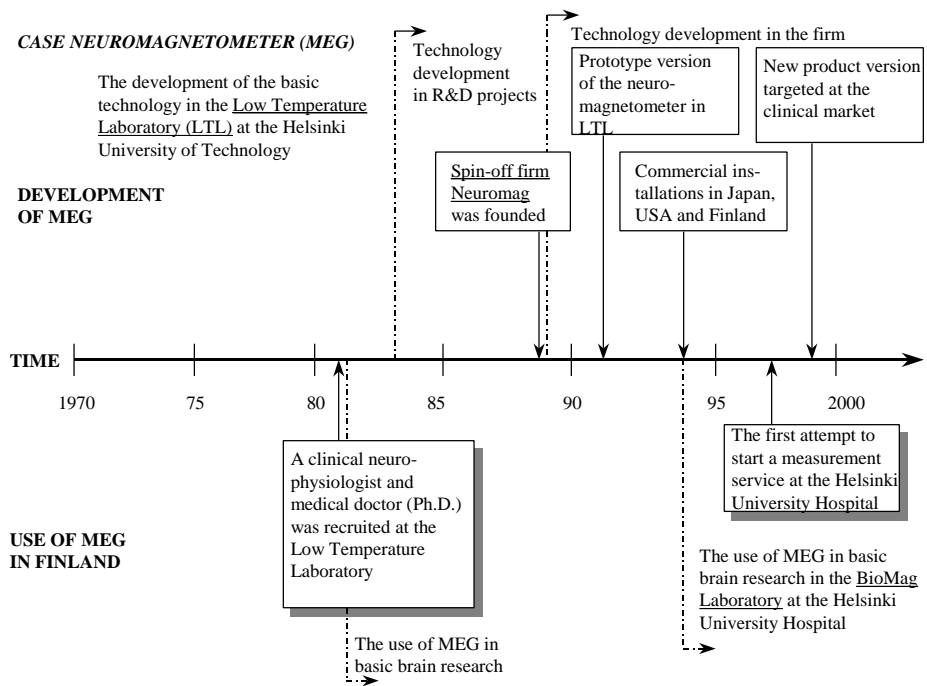 CASE NEUROMAGNETOMETER (MEG)
The development of the basic
technology in the Low Temperature
Laboratory (LTL) at the Helsinki
University of Technology
Technology
development
in R&D projects
Technology development in the firm
Prototype version
of the neuro-
magnetometer in
LTL
New product version
targeted at the
clinical market
DEVELOPMENT
OF MEG
Spin-off firm
Neuromag
was founded
Commercial ins-
tallations in Japan,
USA and Finland
TIME
1970 75 80 85 90 95 2000
A clinical neuro-
physiologist and
medical doctor (Ph.D.)
was recruited at the
Low Temperature
Laboratory
The first attempt to
start a measurement
service at the Helsinki
University Hospital
USE OF MEG
IN FINLAND
The use of MEG in basic
brain research in the BioMag
Laboratory at the Helsinki
University Hospital
The use of MEG in
basic brain research